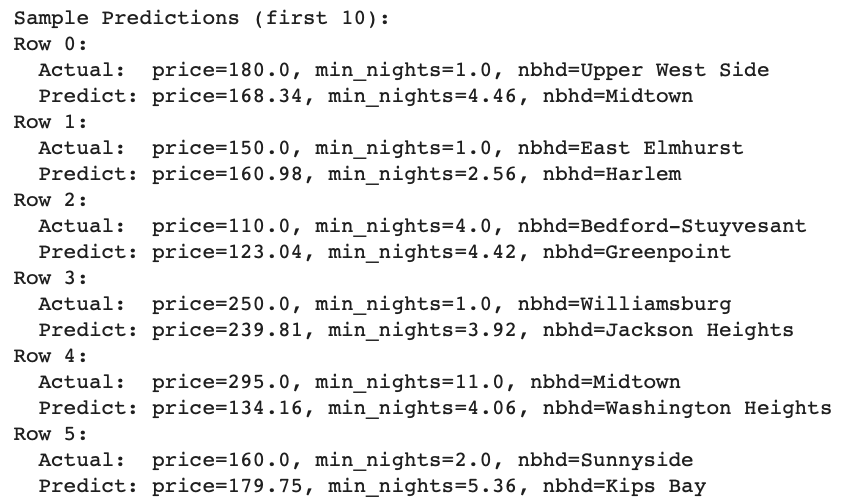 Sample Predictions (first 10):
Row 0:
  Actual:  price=180.0, min_nights=1.0, nbhd=Upper West Side
  Predict: price=168.34, min_nights=4.46, nbhd=Midtown
Row 1:
  Actual:  price=150.0, min_nights=1.0, nbhd=East Elmhurst
  Predict: price=160.98, min_nights=2.56, nbhd=Harlem
Row 2:
  Actual:  price=110.0, min_nights=4.0, nbhd=Bedford-Stuyvesant
  Predict: price=123.04, min_nights=4.42, nbhd=Greenpoint
Row 3:
  Actual:  price=250.0, min_nights=1.0, nbhd=Williamsburg
  Predict: price=239.81, min_nights=3.92, nbhd=Jackson Heights
Row 4:
  Actual:  price=295.0, min_nights=11.0, nbhd=Midtown
  Predict: price=134.16, min_nights=4.06, nbhd=Washington Heights
Row 5:
  Actual:  price=160.0, min_nights=2.0, nbhd=Sunnyside
  Predict: price=179.75, min_nights=5.36, nbhd=Kips Bay